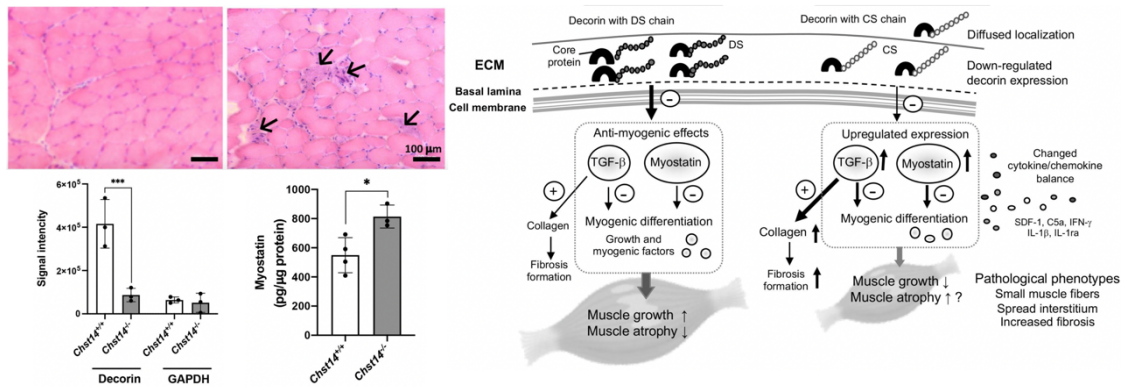 100 μm
Signal intencity
6×10⁵
4×10⁵
2×10⁵
0
***
Chst14+/+
Chst14-/-
Chst14+/+
Chst14-/-
Decorin
GAPDH
Myostatin
(pg/μg protein)
1000
800
600
400
200
0
*
Chst14+/+
Chst14-/-
Decorin with DS chain
Core
protein
DS
ECM
Basal lamina
Cell membrane
−
Anti-myogenic effects
TGF-β
Myostatin
+
−
−
Myogenic differentiation
Collagen
Growth and
myogenic factors
Fibrosis
formation
Muscle growth ↑
Muscle atrophy ↓
Decorin with CS chain
Diffused localization
CS
Down-regulated
decorin expression
−
Upregulated expression
TGF-β
Myostatin
+
−
−
Myogenic differentiation
Collagen
Fibrosis
formation
Changed
cytokine/chemokine
balance
SDF-1, C5a, IFN-γ
IL-1β, IL-1ra
Muscle growth ↓
Muscle atrophy ↑ ?
Pathological phenotypes
Small muscle fibers
Spread interstitium
Increased fibrosis